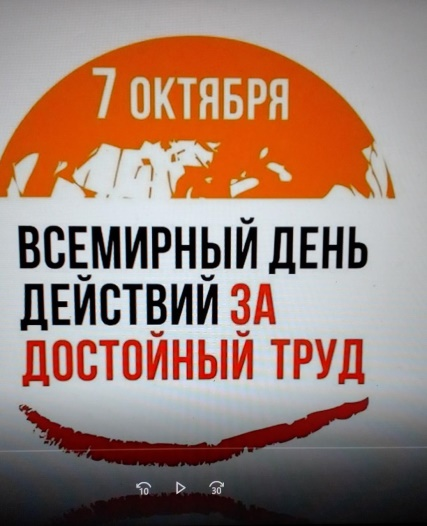 7 ОКТЯБРЯ
ВСЕМИРНЫЙ ДЕНЬ
ДЕЙСТВИЙ ЗА
ДОСТОЙНЫЙ ТРУД
10 30